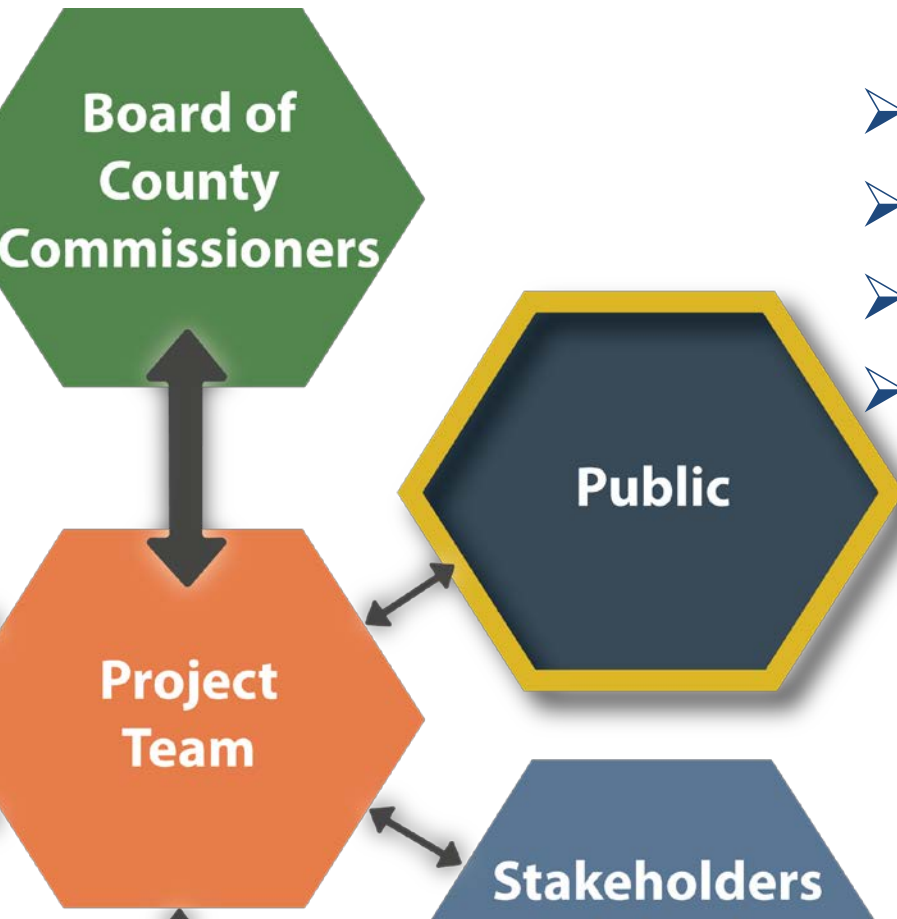 Board of
County
Commissioners
Public
Project
Team
Stakeholders